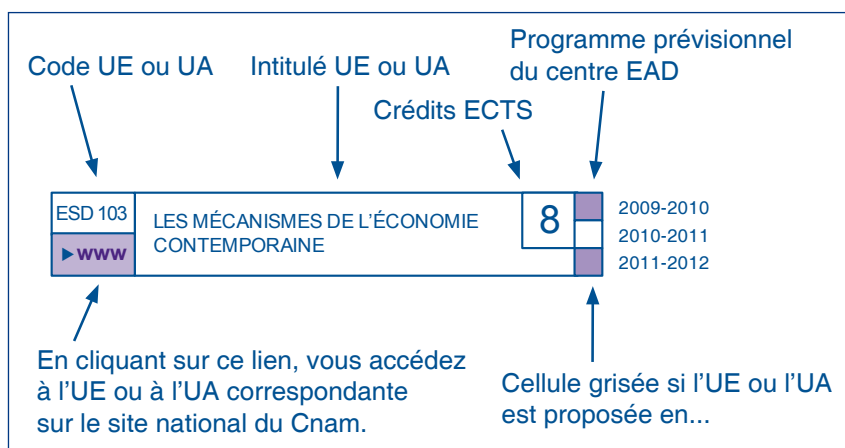 Programme prévisionnel
du centre EAD
Code UE ou UA
Intitulé UE ou UA
Crédits ECTS
ESD 103
LES MÉCANISMES DE L'ÉCONOMIE
CONTEMPORAINE
8
2009-2010
2010-2011
2011-2012
►www
En cliquant sur ce lien, vous accédez
à l'UE ou à l'UA correspondante
sur le site national du Cnam.
Cellule grisée si l'UE ou l'UA
est proposée en...